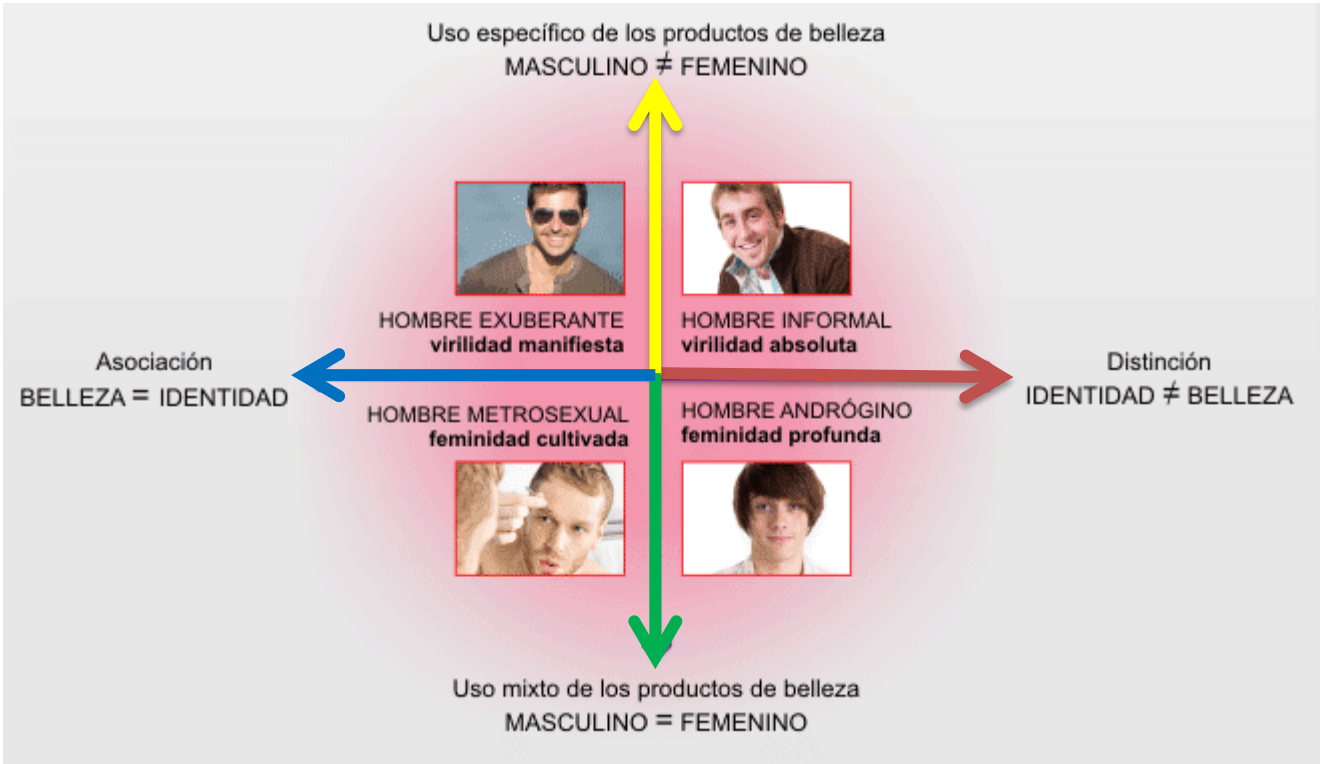 Uso específico de los productos de belleza
MASCULINO ≠ FEMENINO
HOMBRE EXUBERANTE
virilidad manifiesta
HOMBRE INFORMAL
virilidad absoluta
Asociación
BELLEZA = IDENTIDAD
Distinción
IDENTIDAD ≠ BELLEZA
HOMBRE METROSEXUAL
feminidad cultivada
HOMBRE ANDRÓGINO
feminidad profunda
Uso mixto de los productos de belleza
MASCULINO = FEMENINO